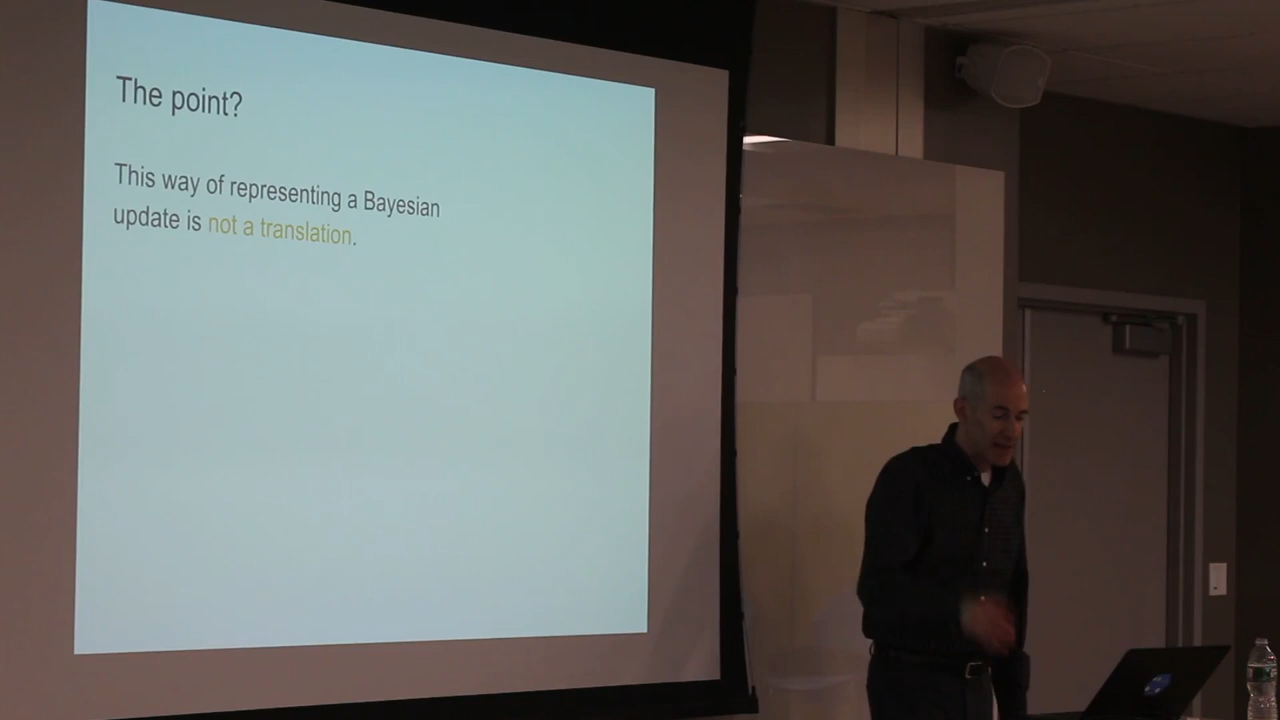 The point?
This way of representing a Bayesian
update is not a translation.